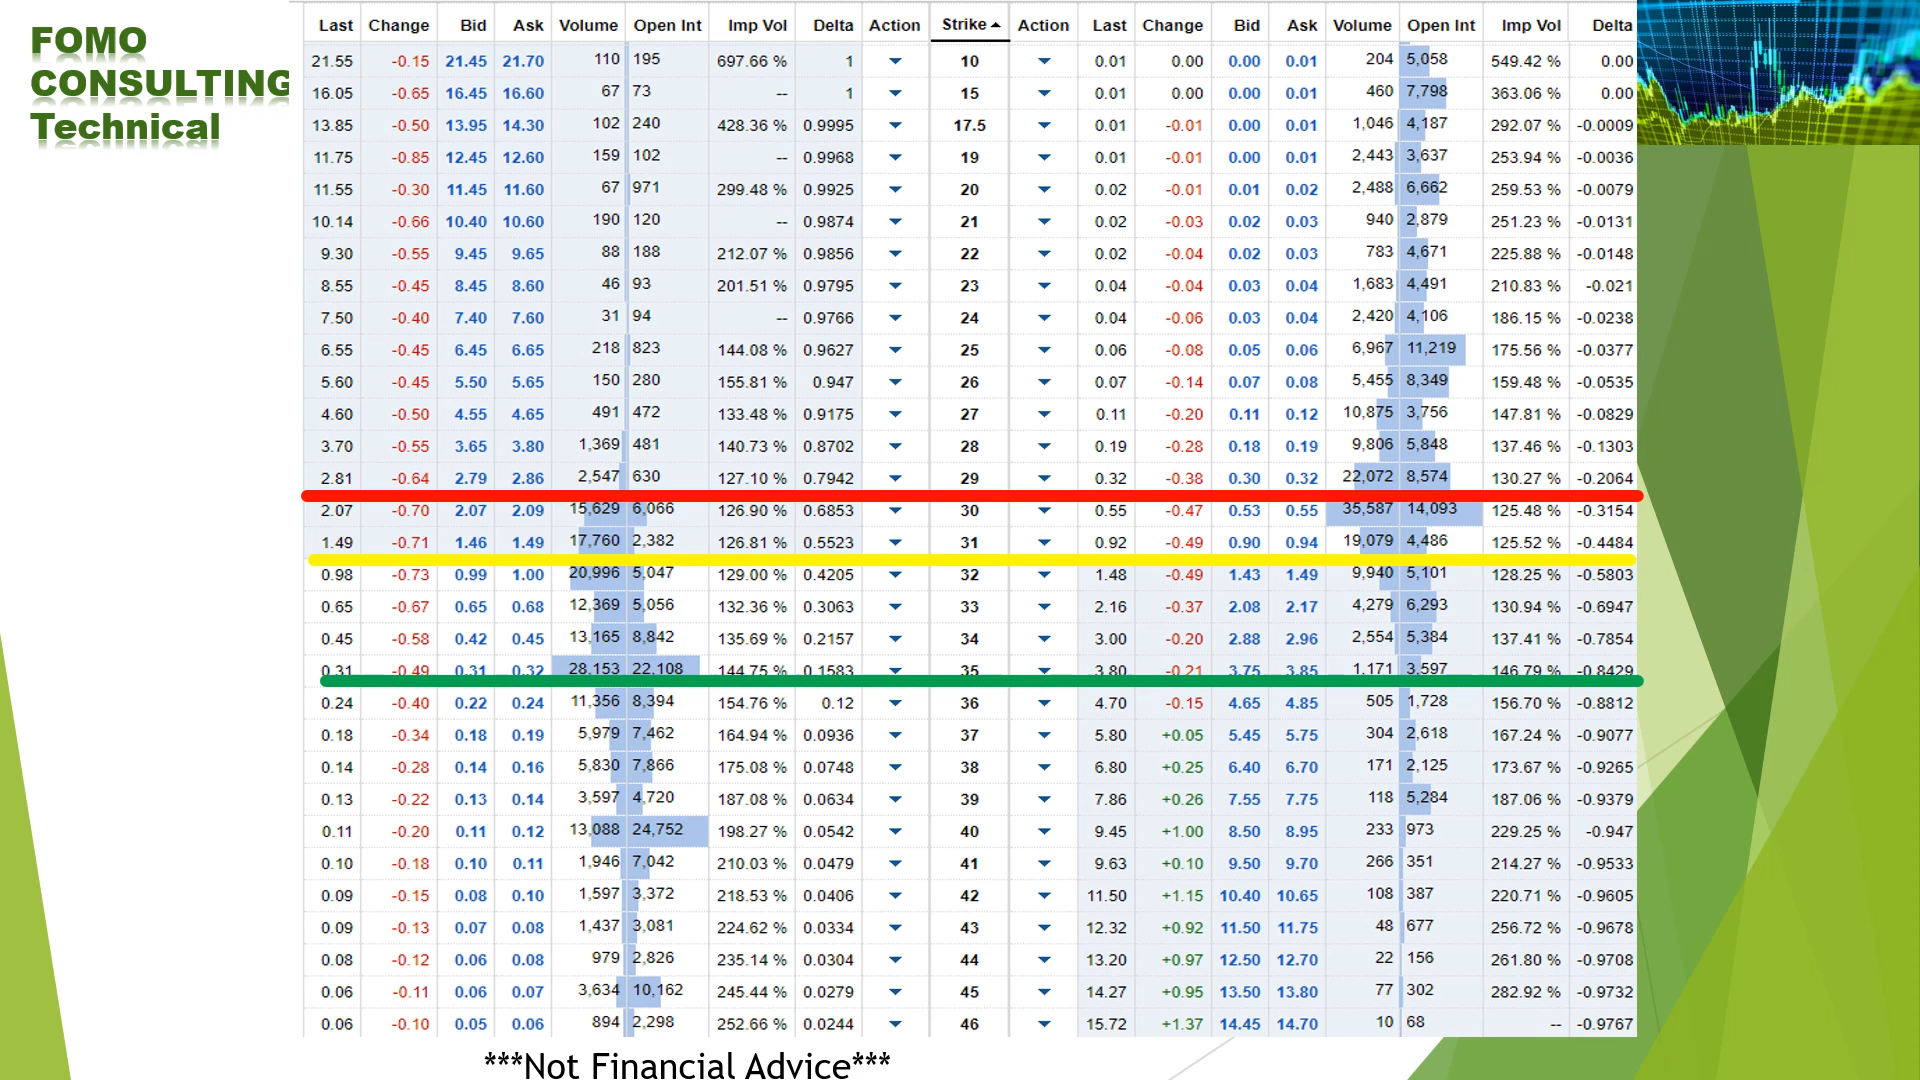 FOMO
CONSULTING
Technical
Last Change Bid Ask Volume Open Int Imp Vol Delta Action Strike Action Last Change Bid Ask Volume Open Int Imp Vol Delta
21.55 -0.15 21.45 21.70 110 195 697.66 % 1 10 0.01 0.00 0.00 0.01 204 5,058 549.42 % 0.00
16.05 -0.65 16.45 16.60 67 73 -- 1 15 0.01 0.00 0.00 0.01 460 7,798 363.06 % 0.00
13.85 -0.50 13.95 14.30 102 240 428.36 % 0.9995 17.5 0.01 -0.01 0.00 0.01 1,046 4,187 292.07 % -0.0009
11.75 -0.85 12.45 12.60 159 102 -- 0.9968 19 0.01 -0.01 0.00 0.01 2,443 3,637 253.94 % -0.0036
11.55 -0.30 11.45 11.60 67 971 299.48 % 0.9925 20 0.02 -0.01 0.01 0.02 2,488 6,662 259.53 % -0.0079
10.14 -0.66 10.40 10.60 190 120 -- 0.9874 21 0.02 -0.03 0.02 0.03 940 2,879 251.23 % -0.0131
9.30 -0.55 9.45 9.65 88 188 212.07 % 0.9856 22 0.02 -0.04 0.02 0.03 783 4,671 225.88 % -0.0148
8.55 -0.45 8.45 8.60 46 93 201.51 % 0.9795 23 0.04 -0.04 0.03 0.04 1,683 4,491 210.83 % -0.021
7.50 -0.40 7.40 7.60 31 94 -- 0.9766 24 0.04 -0.06 0.03 0.04 2,420 4,106 186.15 % -0.0238
6.55 -0.45 6.45 6.65 218 823 144.08 % 0.9627 25 0.06 -0.08 0.05 0.06 6,967 11,219 175.56 % -0.0377
5.60 -0.45 5.50 5.65 150 280 155.81 % 0.947 26 0.07 -0.14 0.07 0.08 5,455 8,349 159.48 % -0.0535
4.60 -0.50 4.55 4.65 491 472 133.48 % 0.9175 27 0.11 -0.20 0.11 0.12 10,875 3,756 147.81 % -0.0829
3.70 -0.55 3.65 3.80 1,369 481 140.73 % 0.8702 28 0.19 -0.28 0.18 0.19 9,806 5,848 137.46 % -0.1303
2.81 -0.64 2.79 2.86 2,547 630 127.10 % 0.7942 29 0.32 -0.38 0.30 0.32 22,072 8,574 130.27 % -0.2064
2.07 -0.70 2.07 2.09 15,629 6,066 126.90 % 0.6853 30 0.55 -0.47 0.53 0.55 35,587 14,093 125.48 % -0.3154
1.49 -0.71 1.46 1.49 17,760 2,382 126.81 % 0.5523 31 0.92 -0.49 0.90 0.94 19,079 4,486 125.52 % -0.4484
0.98 -0.73 0.99 1.00 20,996 5,047 129.00 % 0.4205 32 1.48 -0.49 1.43 1.49 9,940 5,101 128.25 % -0.5803
0.65 -0.67 0.65 0.68 12,369 5,056 132.36 % 0.3063 33 2.16 -0.37 2.08 2.17 4,279 6,293 130.94 % -0.6947
0.45 -0.58 0.42 0.45 13,165 8,842 135.69 % 0.2157 34 3.00 -0.20 2.88 2.96 2,554 5,384 137.41 % -0.7854
0.31 -0.49 0.31 0.32 28,153 22,108 144.75 % 0.1583 35 3.80 -0.21 3.75 3.85 1,171 3,597 146.79 % -0.8429
0.24 -0.40 0.22 0.24 11,356 8,394 154.76 % 0.12 36 4.70 -0.15 4.65 4.85 505 1,728 156.70 % -0.8812
0.18 -0.34 0.18 0.19 5,979 7,462 164.94 % 0.0936 37 5.80 +0.05 5.45 5.75 304 2,618 167.24 % -0.9077
0.14 -0.28 0.14 0.16 5,830 7,866 175.08 % 0.0748 38 6.80 +0.25 6.40 6.70 171 2,125 173.67 % -0.9265
0.13 -0.22 0.13 0.14 3,597 4,720 187.08 % 0.0634 39 7.86 +0.26 7.55 7.75 118 5,284 187.06 % -0.9379
0.11 -0.20 0.11 0.12 13,088 24,752 198.27 % 0.0542 40 9.45 +1.00 8.50 8.95 233 973 229.25 % -0.947
0.10 -0.18 0.10 0.11 1,946 7,042 210.03 % 0.0479 41 9.63 +0.10 9.50 9.70 266 351 214.27 % -0.9533
0.09 -0.15 0.08 0.10 1,597 3,372 218.53 % 0.0406 42 11.50 +1.15 10.40 10.65 108 387 220.71 % -0.9605
0.09 -0.13 0.07 0.08 1,437 3,081 224.62 % 0.0334 43 12.32 +0.92 11.50 11.75 48 677 256.72 % -0.9678
0.08 -0.12 0.06 0.08 979 2,826 235.14 % 0.0304 44 13.20 +0.97 12.50 12.70 22 156 261.80 % -0.9708
0.06 -0.11 0.06 0.07 3,634 10,162 245.44 % 0.0279 45 14.27 +0.95 13.50 13.80 77 302 282.92 % -0.9732
0.06 -0.10 0.05 0.06 894 2,298 252.66 % 0.0244 46 15.72 +1.37 14.45 14.70 10 68 -- -0.9767
***Not Financial Advice***